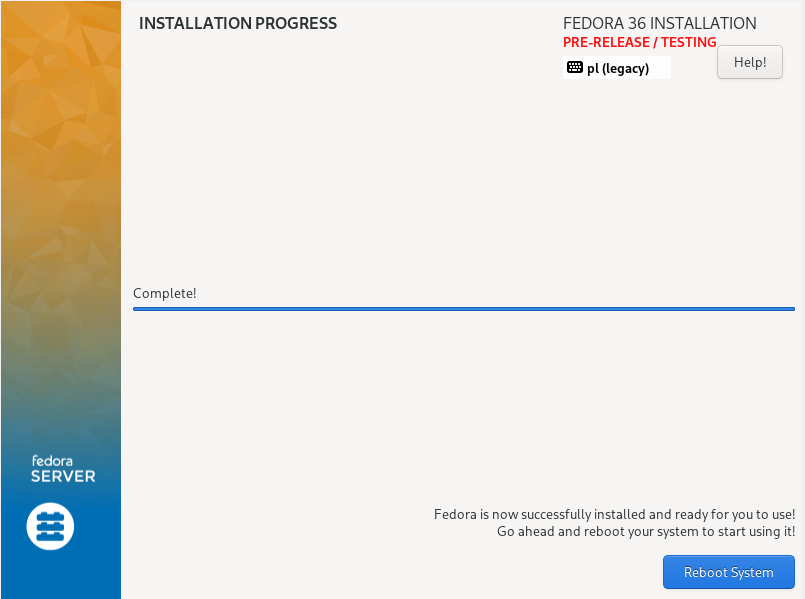 INSTALLATION PROGRESS
FEDORA 36 INSTALLATION
PRE-RELEASE / TESTING
pl (legacy)
Help!
Complete!
fedora
SERVER
Fedora is now successfully installed and ready for you to use!
Go ahead and reboot your system to start using it!
Reboot System